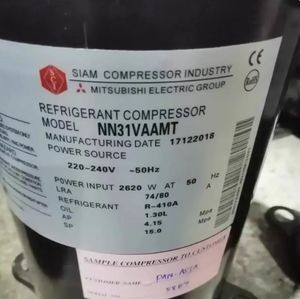 SIAM COMPRESSOR INDUSTRY
MITSUBISHI ELECTRIC GROUP
REFRIGERANT COMPRESSOR
MODEL NN31VAAMT
MANUFACTURING DATE 17122018
POWER SOURCE
220-240V ~50Hz
POWER INPUT 2620 W AT 50 Hz
LRA 74/80 A
REFRIGERANT R-410A
OIL 1.30L
AP 4.15 Mpa
SP 15.0 Mpa
SAMPLE COMPRESSOR TO CUSTOMER
CUSTOMER NAME